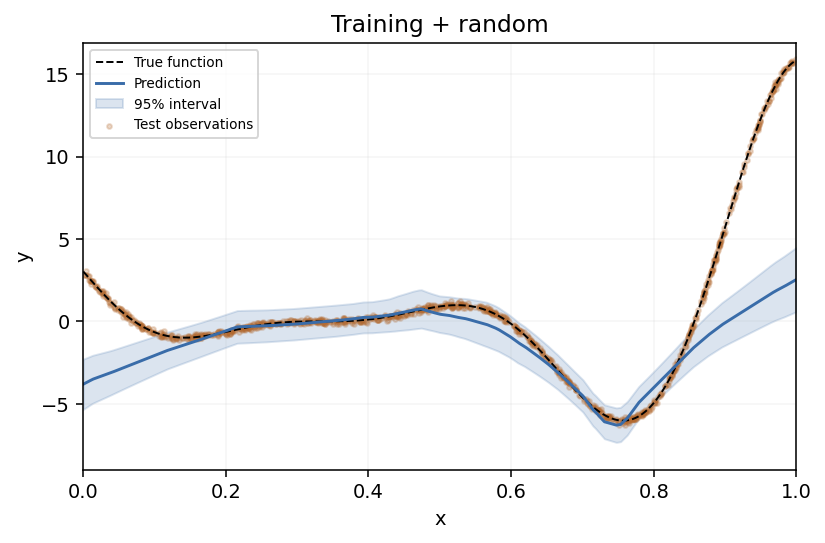 Training + random
True function
Prediction
95% interval
Test observations
y
15
10
5
0
−5
0.0 0.2 0.4 0.6 0.8 1.0
x